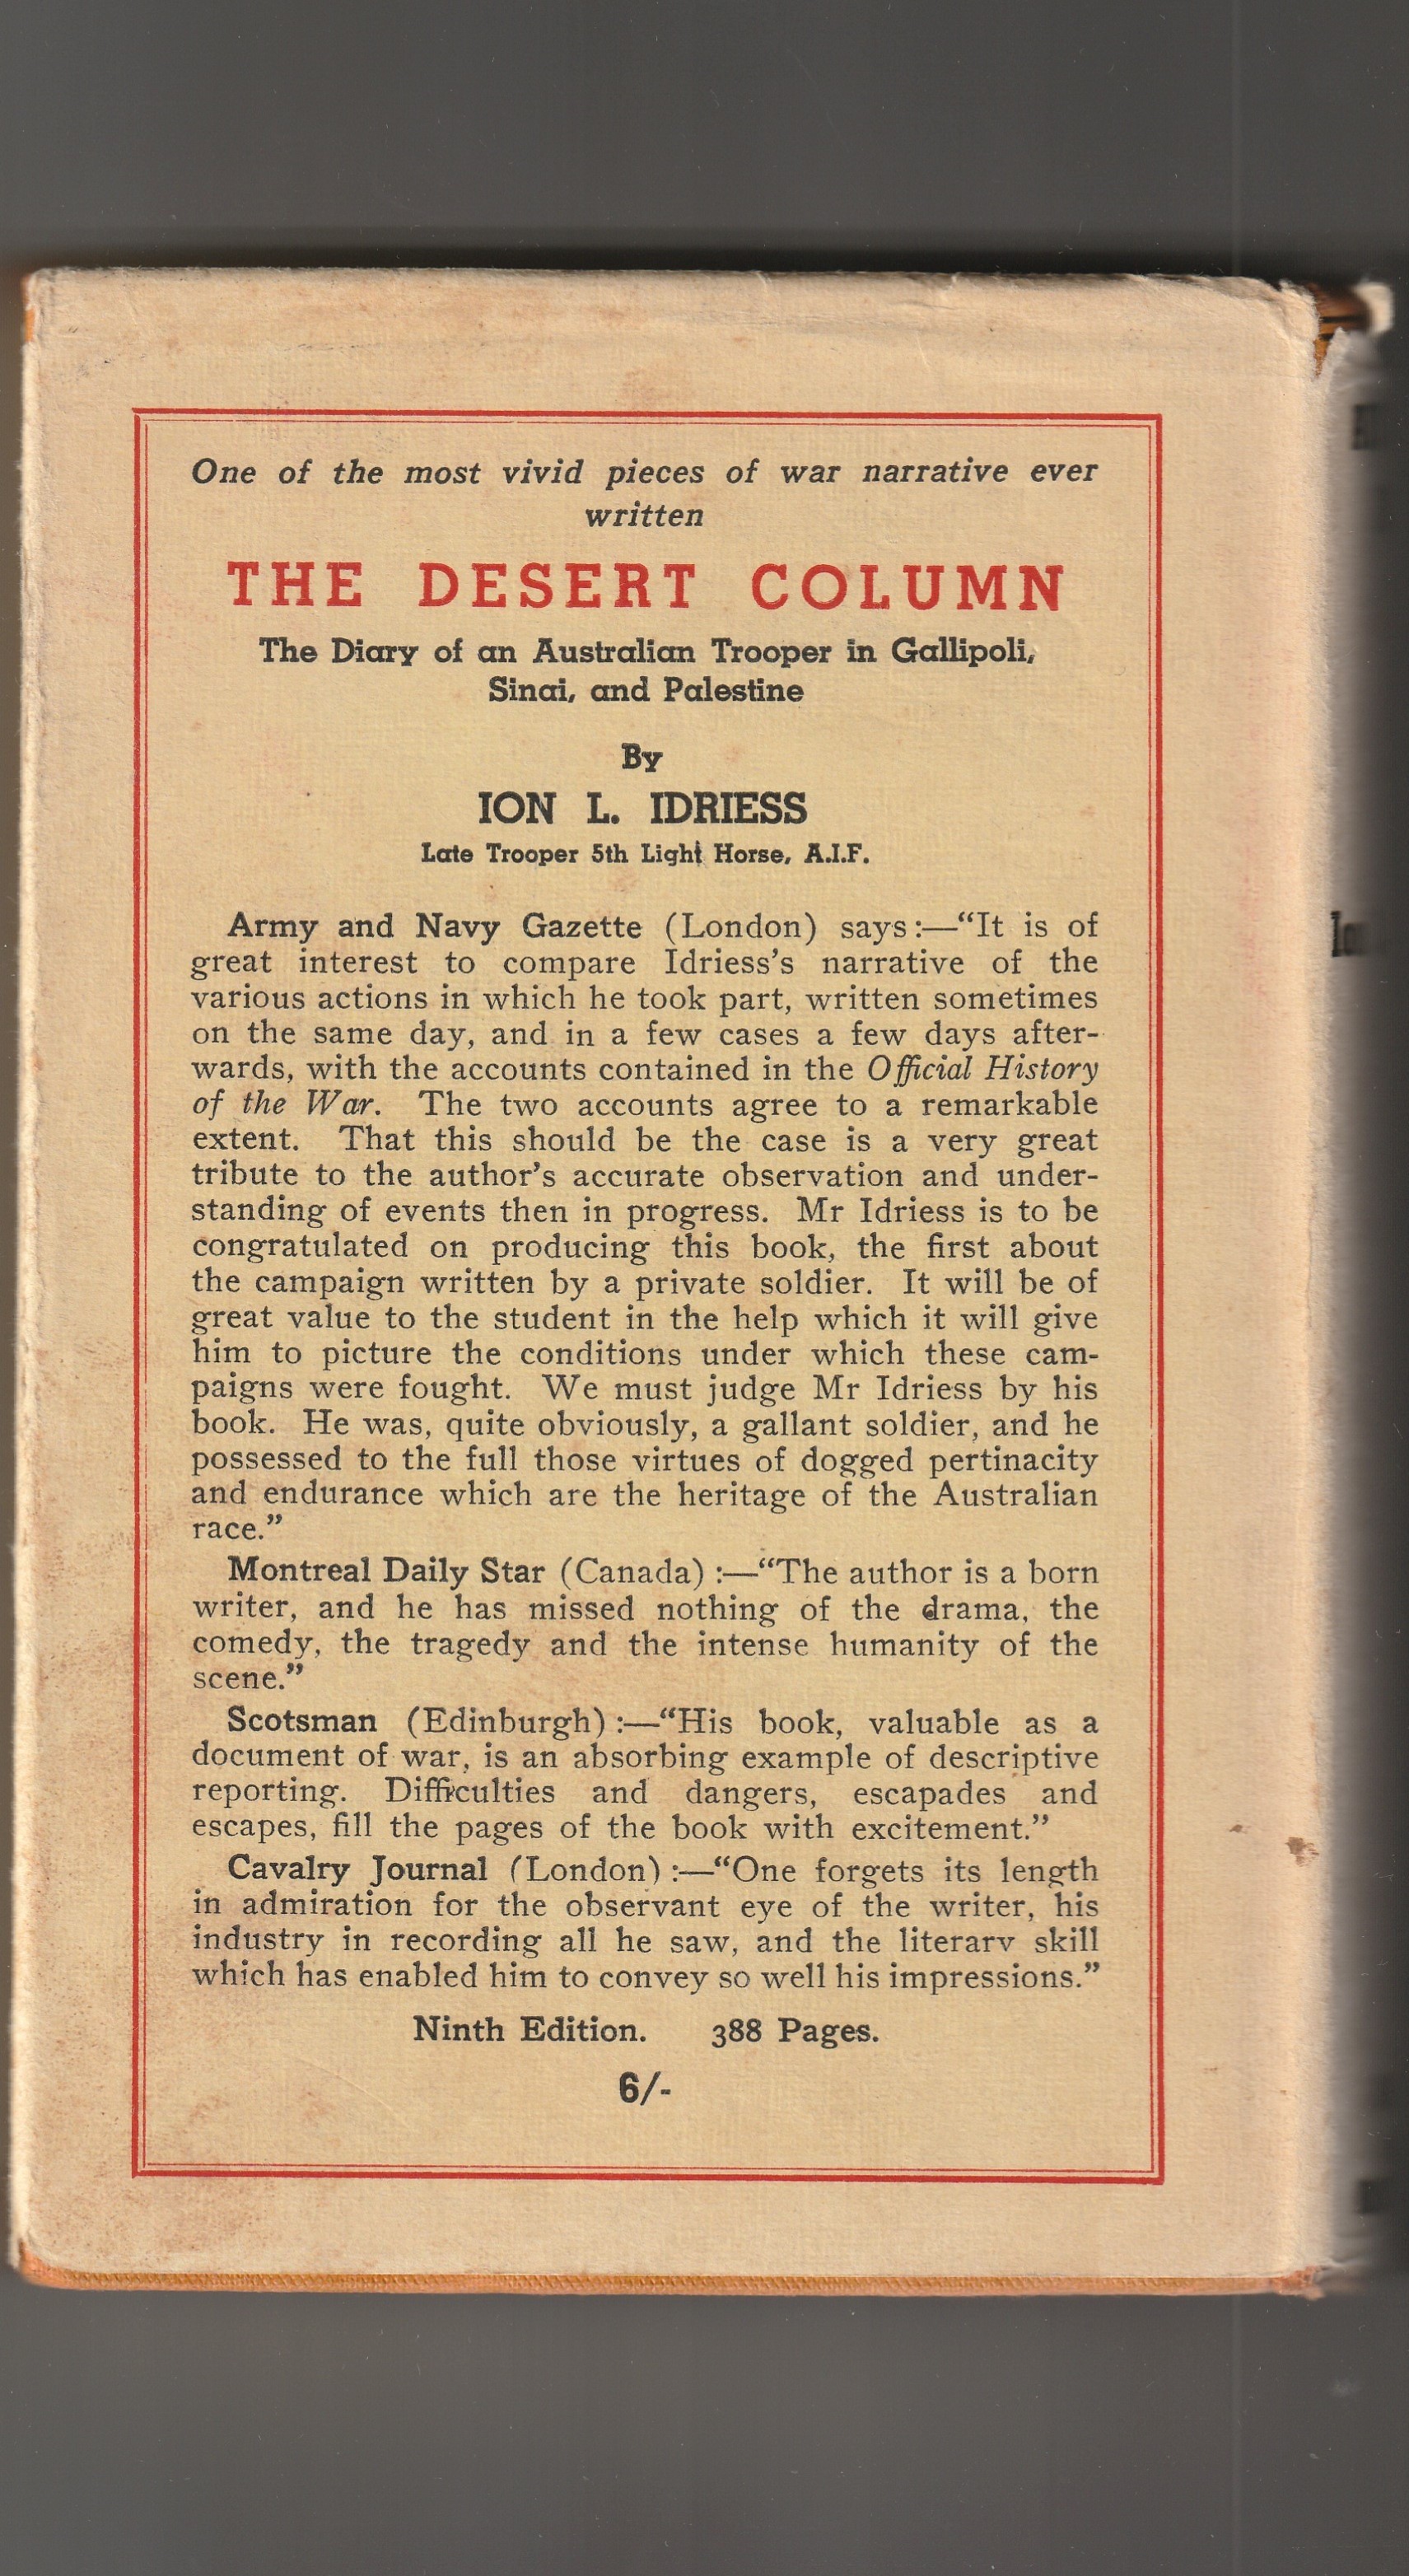 One of the most vivid pieces of war narrative ever
written
THE DESERT COLUMN
The Diary of an Australian Trooper in Gallipoli,
Sinai, and Palestine
By
ION L. IDRIESS
Late Trooper 5th Light Horse, A.I.F.
Army and Navy Gazette (London) says:—“It is of
great interest to compare Idriess’s narrative of the
various actions in which he took part, written sometimes
on the same day, and in a few cases a few days after-
wards, with the accounts contained in the Official History
of the War. The two accounts agree to a remarkable
extent. That this should be the case is a very great
tribute to the author’s accurate observation and under-
standing of events then in progress. Mr Idriess is to be
congratulated on producing this book, the first about
the campaign written by a private soldier. It will be of
great value to the student in the help which it will give
him to picture the conditions under which these cam-
paigns were fought. We must judge Mr Idriess by his
book. He was, quite obviously, a gallant soldier, and he
possessed to the full those virtues of dogged pertinacity
and endurance which are the heritage of the Australian
race.”
Montreal Daily Star (Canada) :—“The author is a born
writer, and he has missed nothing of the drama, the
comedy, the tragedy and the intense humanity of the
scene.”
Scotsman (Edinburgh) :—“His book, valuable as a
document of war, is an absorbing example of descriptive
reporting. Difficulties and dangers, escapades and
escapes, fill the pages of the book with excitement.”
Cavalry Journal (London) :—“One forgets its length
in admiration for the observant eye of the writer, his
industry in recording all he saw, and the literary skill
which has enabled him to convey so well his impressions.”
Ninth Edition. 388 Pages.
6/-